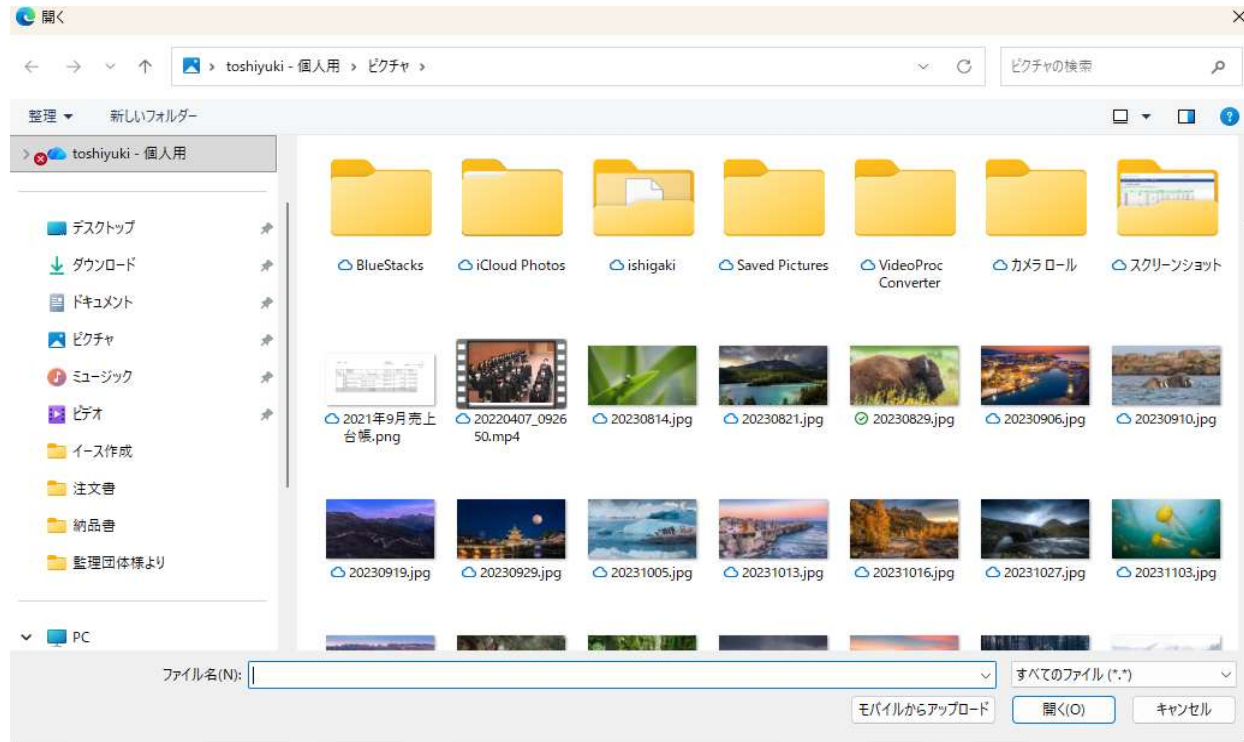 開く
toshiyuki - 個人用 › ピクチャ ›
ピクチャの検索
整理
新しいフォルダー
toshiyuki - 個人用
デスクトップ
ダウンロード
ドキュメント
ピクチャ
ミュージック
ビデオ
イース作成
注文書
納品書
監理団体様より
PC
BlueStacks
iCloud Photos
ishigaki
Saved Pictures
VideoProc
Converter
カメラ ロール
スクリーンショット
2021年9月売上
台帳.png
20220407_0926
50.mp4
20230814.jpg
20230821.jpg
20230829.jpg
20230906.jpg
20230910.jpg
20230919.jpg
20230929.jpg
20231005.jpg
20231013.jpg
20231016.jpg
20231027.jpg
20231103.jpg
ファイル名(N):
すべてのファイル (*.*)
モバイルからアップロード
開く(O)
キャンセル